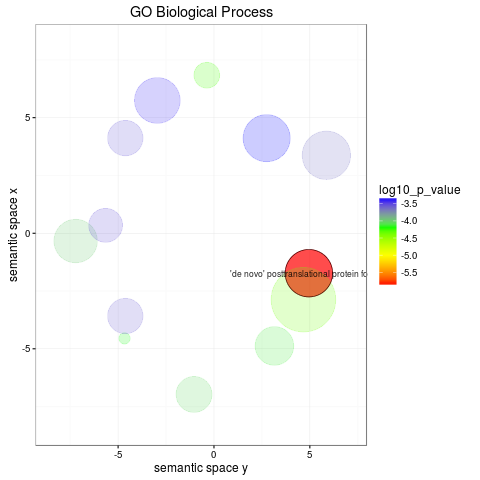 GO Biological Process
semantic space x
5
0
-5
'de novo' posttranslational protein fo
-5
0
5
semantic space y
log10_p_value
-3.5
-4.0
-4.5
-5.0
-5.5